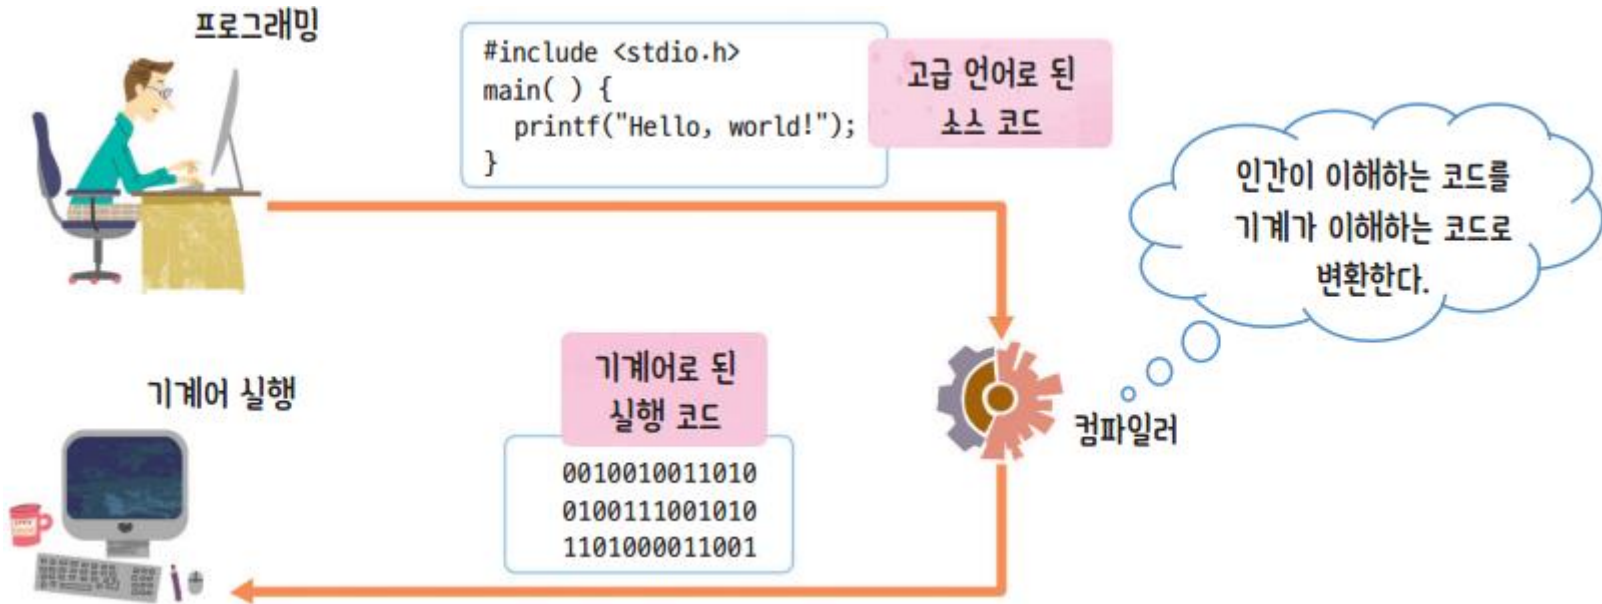 프로그래밍
#include <stdio.h>
main( ) {
printf("Hello, world!");
}
고급 언어로 된
소스 코드
인간이 이해하는 코드를
기계가 이해하는 코드로
변환한다.
컴파일러
기계어로 된
실행 코드
0010010011010
0100111001010
1101000011001
기계어 실행